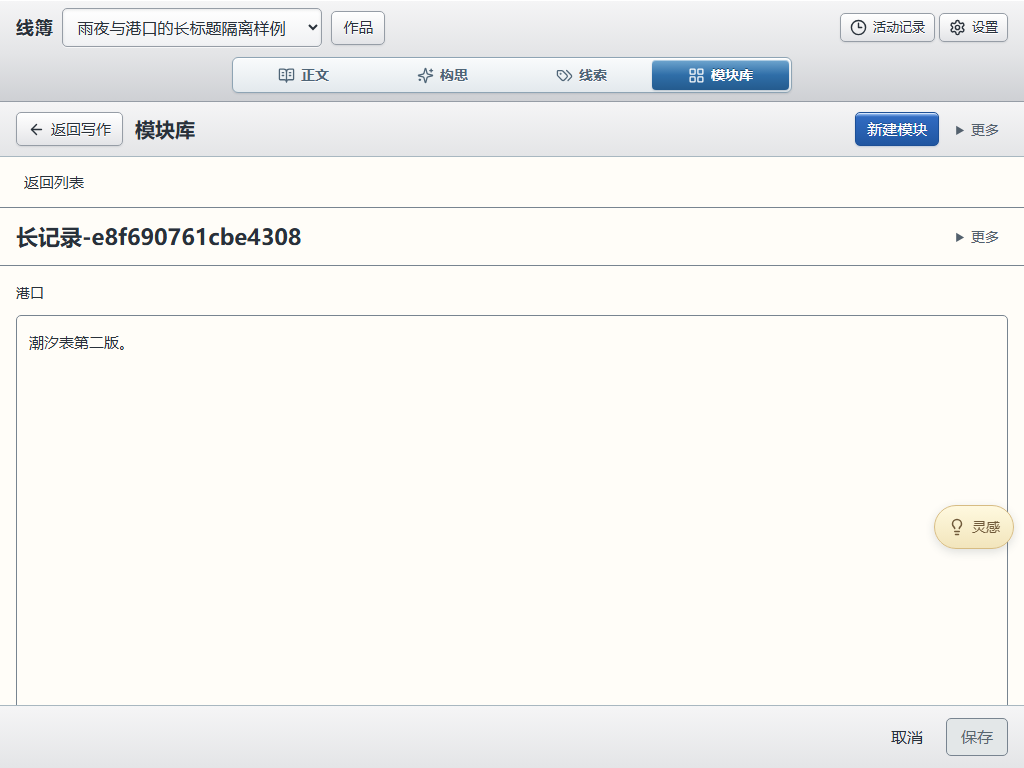 线簿 雨夜与港口的长标题隔离样例 作品 活动记录 设置
正文 构思 线索 模块库
返回写作 模块库 新建模块 更多
返回列表
长记录-e8f690761cbe4308 更多
港口
潮汐表第二版。
灵感
取消 保存